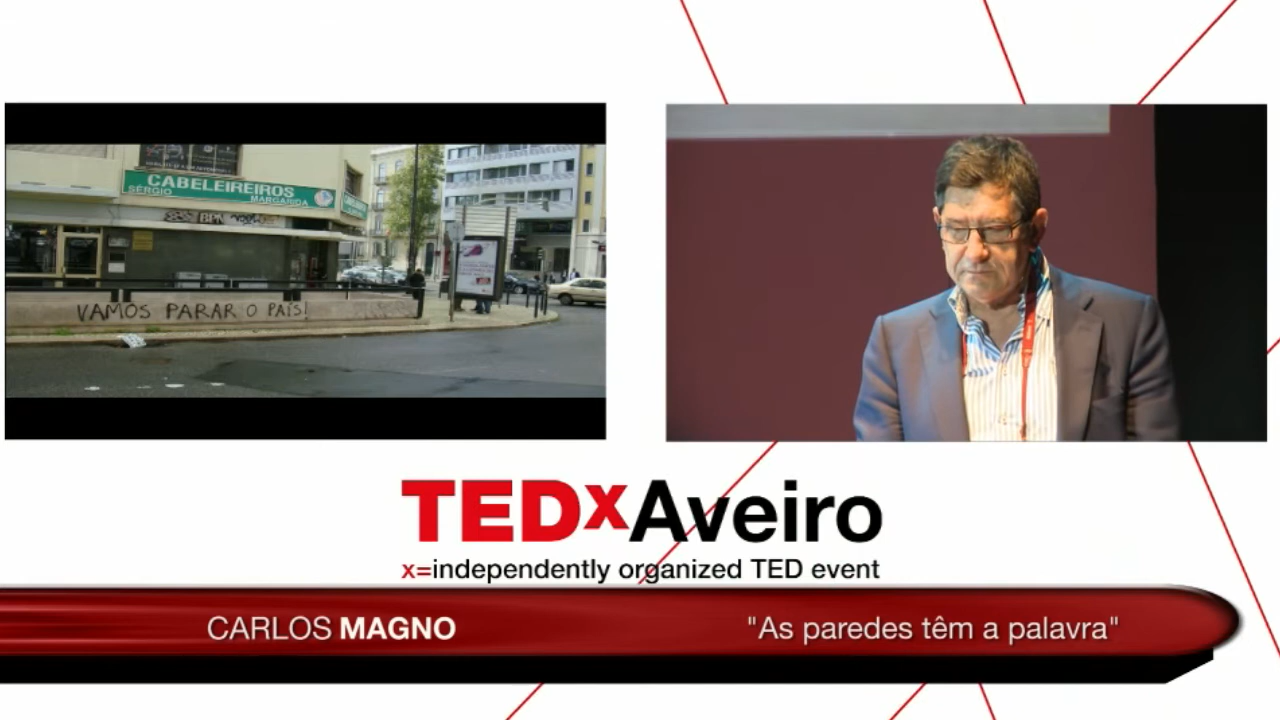 CABELEIREIROS
SÉRGIO
MARGARIDA
BPN
VAMOS PARAR O PAÍS!
TEDxAveiro
x=independently organized TED event
CARLOS MAGNO
"As paredes têm a palavra"